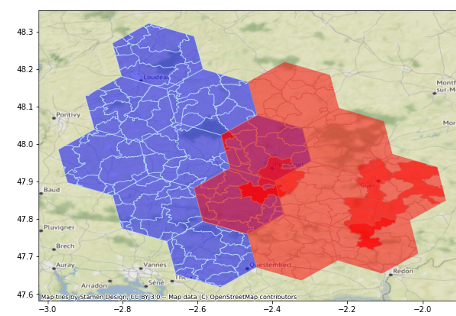 48.3
48.2
48.1
48.0
47.9
47.8
47.7
47.6
Loudéac
Pontivy
Baud
Pluvigner
Brech
Auray
Vannes
Arradon
Séné
Questembert
Redon
Map tiles by Stamen Design, CC BY 3.0 -- Map data (C) OpenStreetMap contributors
−3.0
−2.8
−2.6
−2.4
−2.2
−2.0